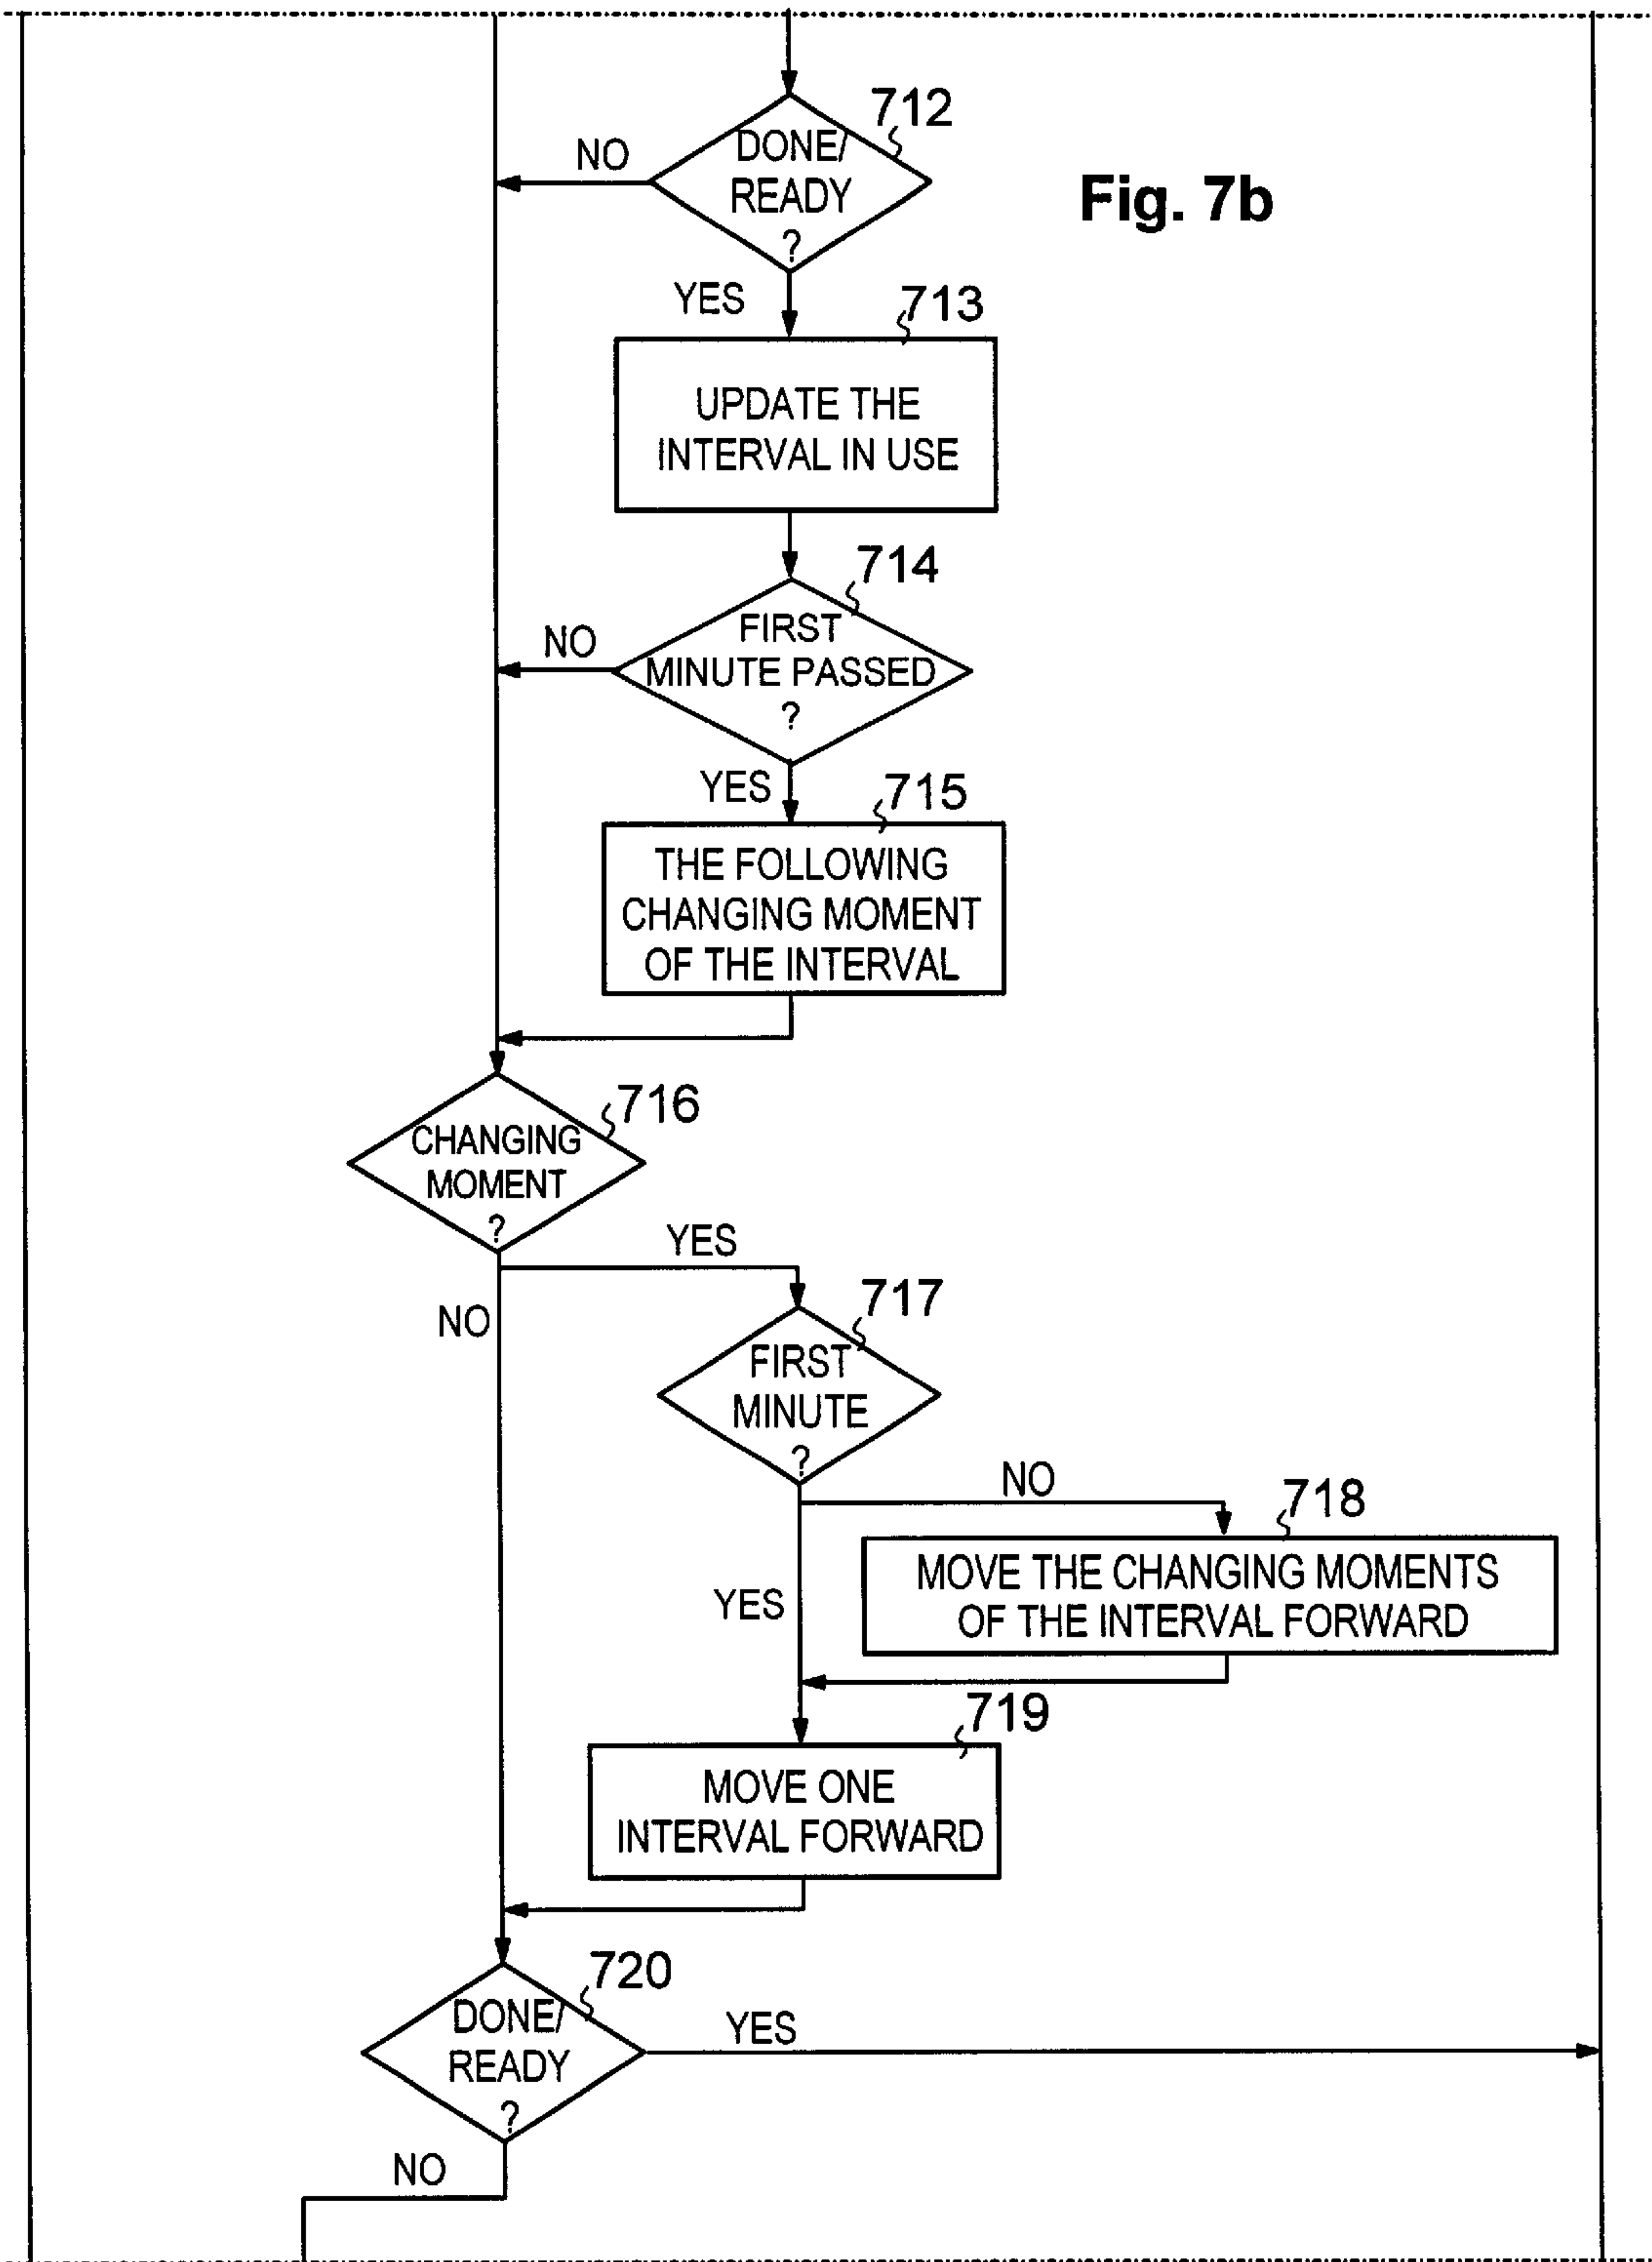 712
NO
DONE/
READY
?
Fig. 7b
YES
713
UPDATE THE
INTERVAL IN USE
714
NO
FIRST
MINUTE PASSED
?
YES
715
THE FOLLOWING
CHANGING MOMENT
OF THE INTERVAL
716
CHANGING
MOMENT
?
YES
NO
717
FIRST
MINUTE
?
NO
718
MOVE THE CHANGING MOMENTS
OF THE INTERVAL FORWARD
YES
719
MOVE ONE
INTERVAL FORWARD
720
DONE/
READY
?
YES
NO